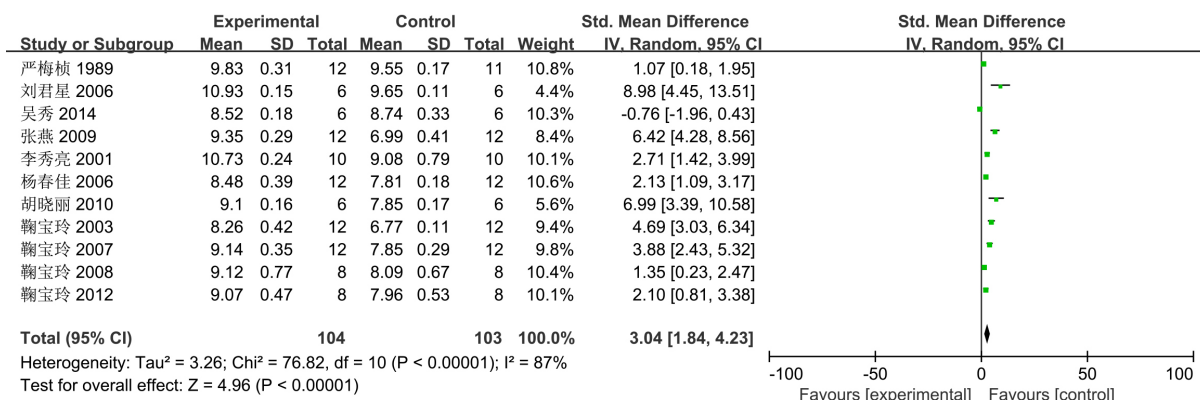 Experimental Control Std. Mean Difference Std. Mean Difference
Study or Subgroup Mean SD Total Mean SD Total Weight IV, Random, 95% CI IV, Random, 95% CI
严梅桢 1989 9.83 0.31 12 9.55 0.17 11 10.8% 1.07 [0.18, 1.95]
刘君星 2006 10.93 0.15 6 9.65 0.11 6 4.4% 8.98 [4.45, 13.51]
吴秀 2014 8.52 0.18 6 8.74 0.33 6 10.3% -0.76 [-1.96, 0.43]
张燕 2009 9.35 0.29 12 6.99 0.41 12 8.4% 6.42 [4.28, 8.56]
李秀亮 2001 10.73 0.24 10 9.08 0.79 10 10.1% 2.71 [1.42, 3.99]
杨春佳 2006 8.48 0.39 12 7.81 0.18 12 10.6% 2.13 [1.09, 3.17]
胡晓丽 2010 9.1 0.16 6 7.85 0.17 6 5.6% 6.99 [3.39, 10.58]
鞠宝玲 2003 8.26 0.42 12 6.77 0.11 12 9.4% 4.69 [3.03, 6.34]
鞠宝玲 2007 9.14 0.35 12 7.85 0.29 12 9.8% 3.88 [2.43, 5.32]
鞠宝玲 2008 9.12 0.77 8 8.09 0.67 8 10.4% 1.35 [0.23, 2.47]
鞠宝玲 2012 9.07 0.47 8 7.96 0.53 8 10.1% 2.10 [0.81, 3.38]
Total (95% CI) 104 103 100.0% 3.04 [1.84, 4.23]
Heterogeneity: Tau² = 3.26; Chi² = 76.82, df = 10 (P < 0.00001); I² = 87%
Test for overall effect: Z = 4.96 (P < 0.00001)
-100 -50 0 50 100
Favours [experimental] Favours [control]